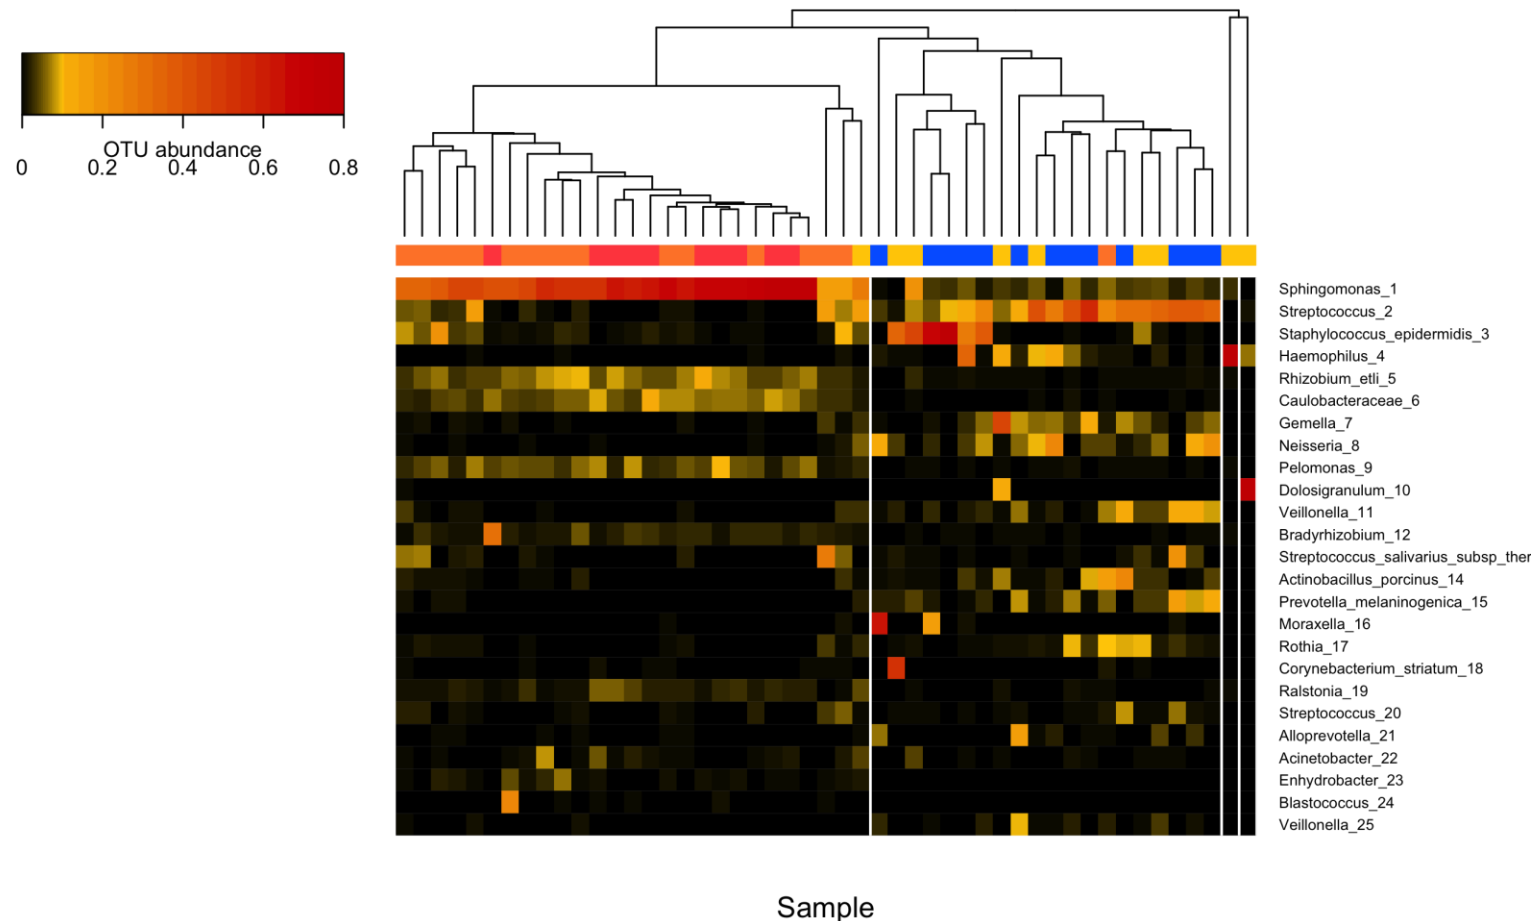 OTU abundance
0 0.2 0.4 0.6 0.8
Sphingomonas_1
Streptococcus_2
Staphylococcus_epidermidis_3
Haemophilus_4
Rhizobium_etli_5
Caulobacteraceae_6
Gemella_7
Neisseria_8
Pelomonas_9
Dolosigranulum_10
Veillonella_11
Bradyrhizobium_12
Streptococcus_salivarius_subsp_ther
Actinobacillus_porcinus_14
Prevotella_melaninogenica_15
Moraxella_16
Rothia_17
Corynebacterium_striatum_18
Ralstonia_19
Streptococcus_20
Alloprevotella_21
Acinetobacter_22
Enhydrobacter_23
Blastococcus_24
Veillonella_25
Sample